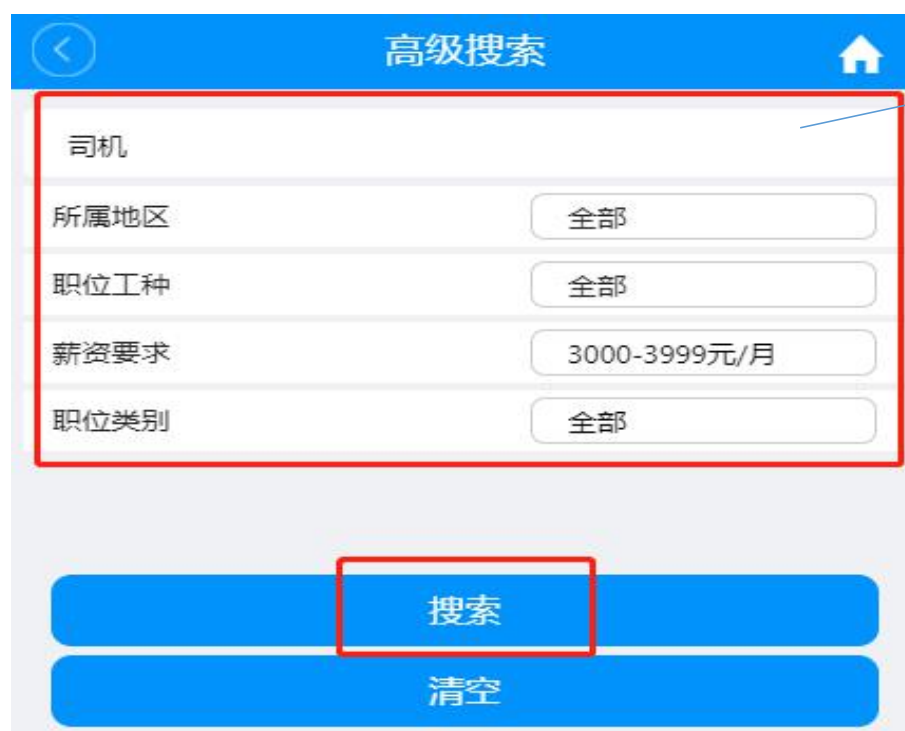 高级搜索
司机
所属地区 全部
职位工种 全部
薪资要求 3000-3999元/月
职位类别 全部
搜索
清空